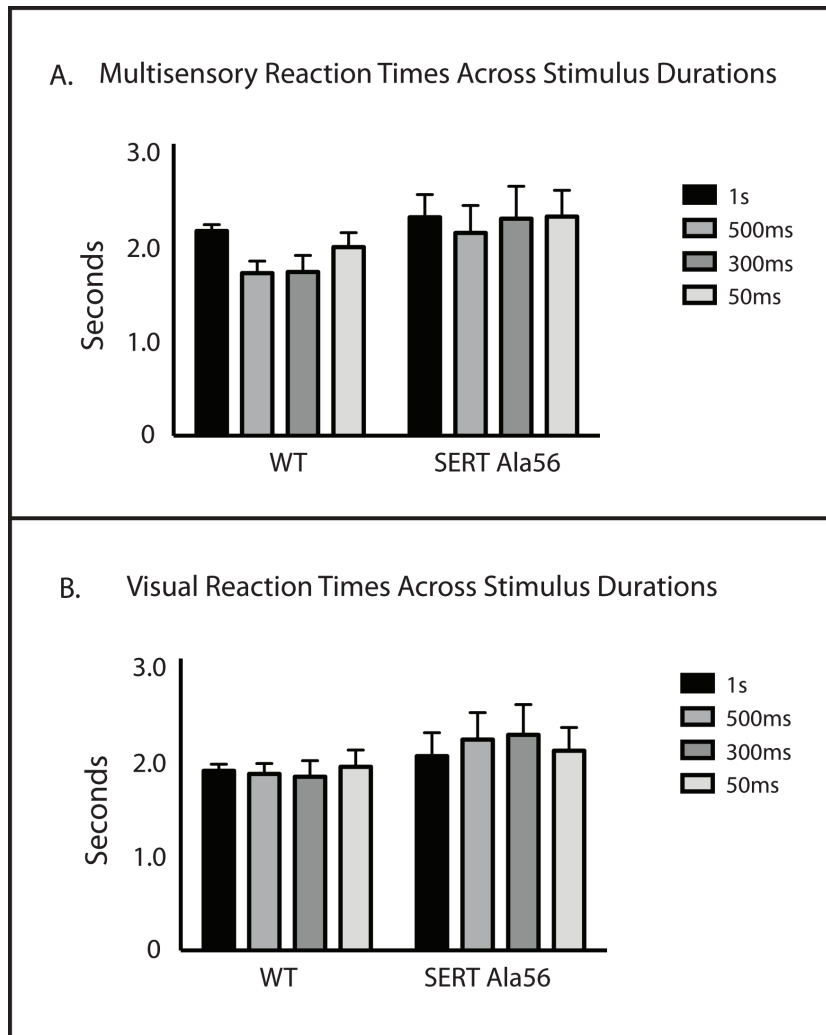 A. Multisensory Reaction Times Across Stimulus Durations
3.0
2.0
1.0
0
Seconds
WT
SERT Ala56
1s
500ms
300ms
50ms
B. Visual Reaction Times Across Stimulus Durations
3.0
2.0
1.0
0
Seconds
WT
SERT Ala56
1s
500ms
300ms
50ms